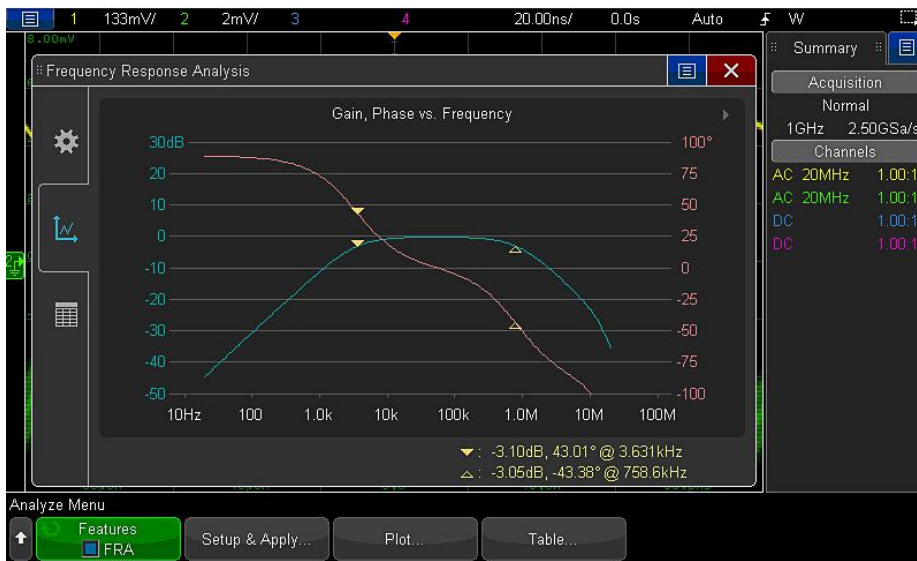 1 133mV/ 2 2mV/ 3 4 20.00ns/ 0.0s Auto W
8.00mV
Frequency Response Analysis
Gain, Phase vs. Frequency
30dB 100°
20 75
10 50
0 25
-10 0
-20 -25
-30 -50
-40 -75
-50 -100
10Hz 100 1.0k 10k 100k 1.0M 10M 100M
: -3.10dB, 43.01° @ 3.631kHz
: -3.05dB, -43.38° @ 758.6kHz
Summary
Acquisition
Normal
1GHz 2.50GSa/s
Channels
AC 20MHz 1.00:1
AC 20MHz 1.00:1
DC 1.00:1
DC 1.00:1
Analyze Menu
Features
FRA
Setup & Apply...
Plot...
Table...